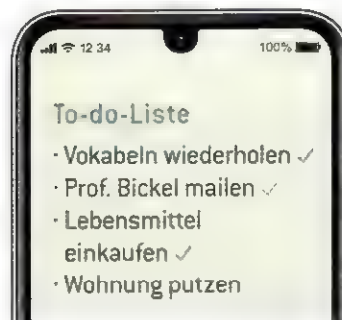 12 34 100%
To-do-Liste
· Vokabeln wiederholen ✓
· Prof. Bickel mailen ✓
· Lebensmittel
einkaufen ✓
· Wohnung putzen